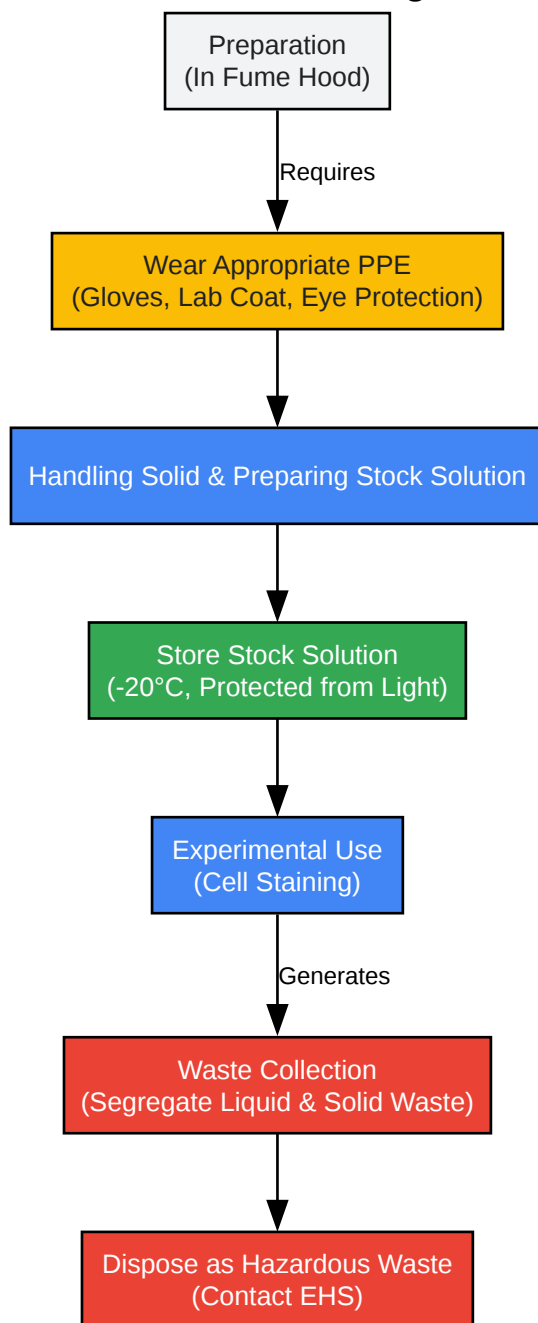 Preparation
(In Fume Hood)
Requires
Wear Appropriate PPE
(Gloves, Lab Coat, Eye Protection)
Handling Solid & Preparing Stock Solution
Store Stock Solution
(-20°C, Protected from Light)
Experimental Use
(Cell Staining)
Generates
Waste Collection
(Segregate Liquid & Solid Waste)
Dispose as Hazardous Waste
(Contact EHS)